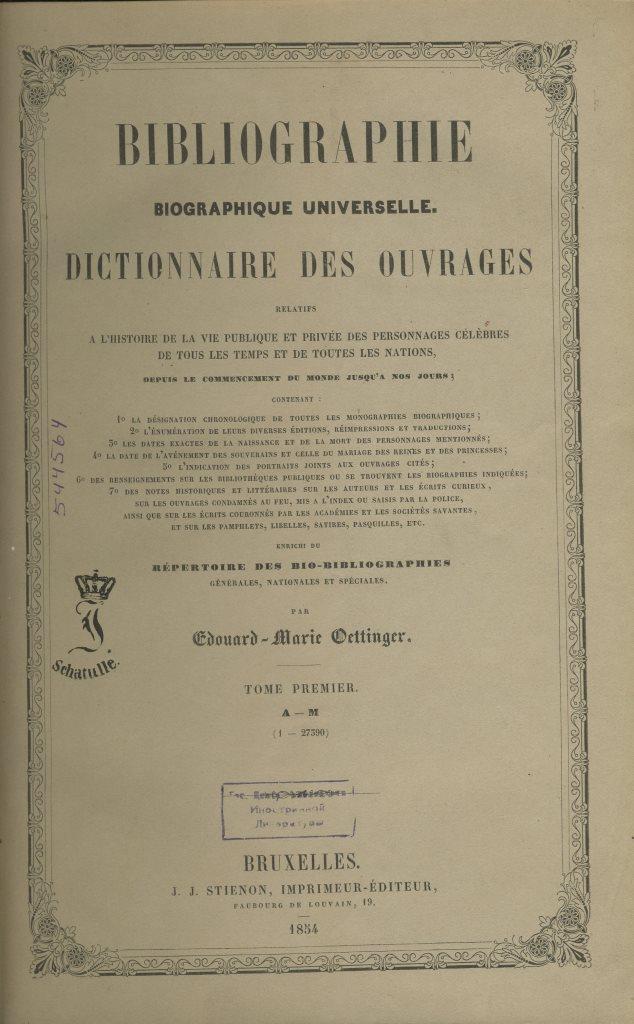 BIBLIOGRAPHIE
BIOGRAPHIQUE UNIVERSELLE.
DICTIONNAIRE DES OUVRAGES
RELATIFS
A L'HISTOIRE DE LA VIE PUBLIQUE ET PRIVÉE DES PERSONNAGES CÉLÈBRES
DE TOUS LES TEMPS ET DE TOUTES LES NATIONS,
DEPUIS LE COMMENCEMENT DU MONDE JUSQU'A NOS JOURS;
CONTENANT :
1o LA DÉSIGNATION CHRONOLOGIQUE DE TOUTES LES MONOGRAPHIES BIOGRAPHIQUES;
2o L'ÉNUMÉRATION DE LEURS DIVERSES ÉDITIONS, RÉIMPRESSIONS ET TRADUCTIONS;
3o LES DATES EXACTES DE LA NAISSANCE ET DE LA MORT DES PERSONNAGES MENTIONNÉS;
4o LA DATE DE L'AVÉNEMENT DES SOUVERAINS ET CELLE DU MARIAGE DES REINES ET DES PRINCESSES;
5o L'INDICATION DES PORTRAITS JOINTS AUX OUVRAGES CITÉS;
6o DES RENSEIGNEMENTS SUR LES BIBLIOTHÈQUES PUBLIQUES OU SE TROUVENT LES BIOGRAPHIES INDIQUÉES;
7o DES NOTES HISTORIQUES ET LITTÉRAIRES SUR LES AUTEURS ET LES ÉCRITS CURIEUX,
SUR LES OUVRAGES CONDAMNÉS AU FEU, MIS A L'INDEX OU SAISIS PAR LA POLICE,
AINSI QUE SUR LES ÉCRITS COURONNÉS PAR LES ACADÉMIES ET LES SOCIÉTÉS SAVANTES,
ET SUR LES PAMPHLETS, LIBELLES, SATIRES, PASQUILLES, ETC.
544564
ENRICHI DU
RÉPERTOIRE DES BIO-BIBLIOGRAPHIES
GÉNÉRALES, NATIONALES ET SPÉCIALES.
PAR
Edouard-Marie Oettinger.
Schatulle.
TOME PREMIER.
A — M
(1 — 27390)
Иностранной
Литературы
BRUXELLES.
J. J. STIENON, IMPRIMEUR-ÉDITEUR,
FAUBOURG DE LOUVAIN, 19.
1854